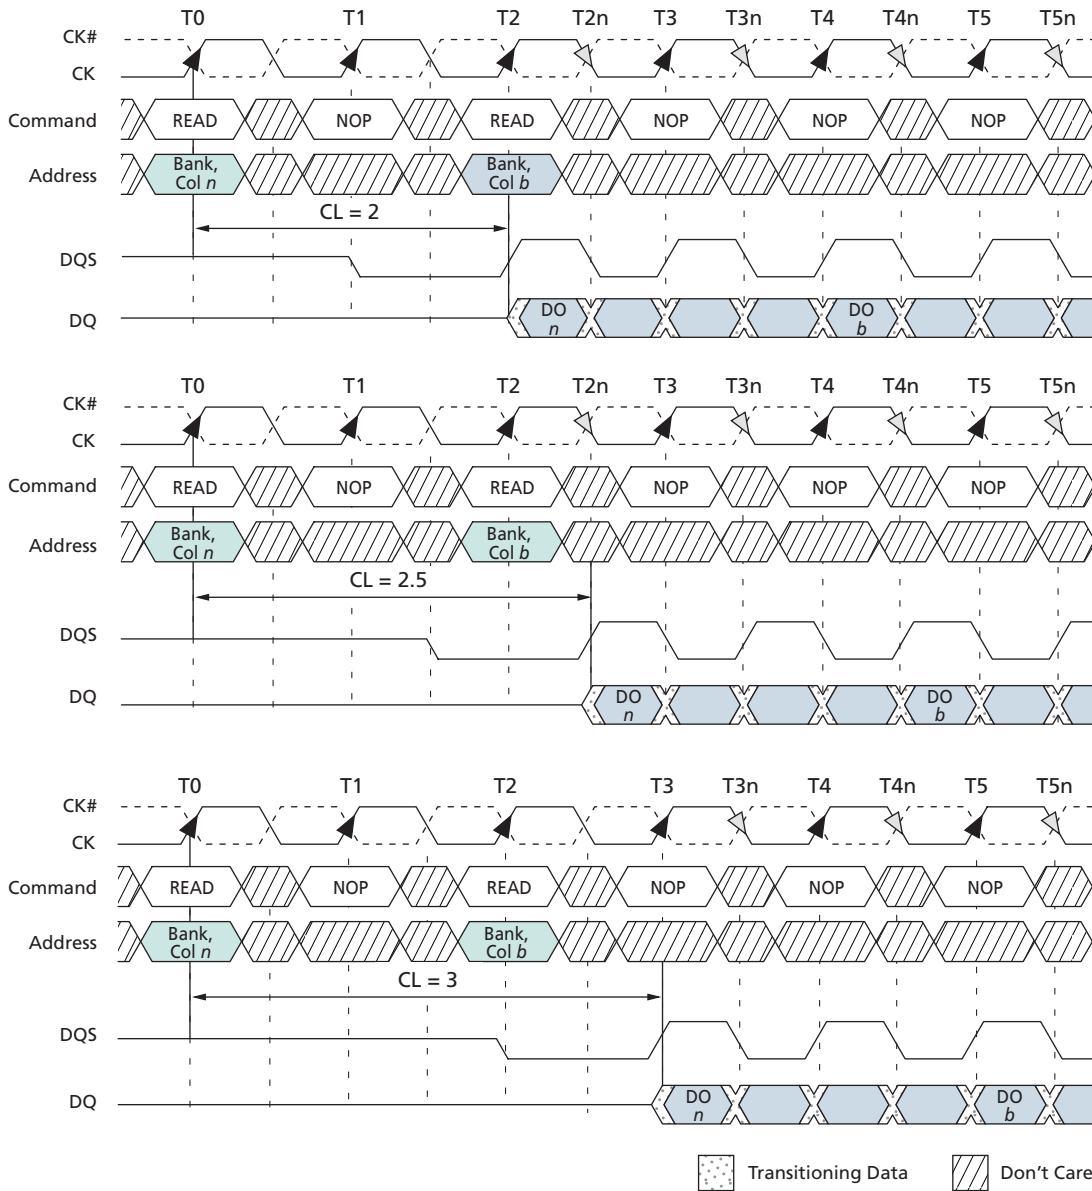 T0 T1 T2 T2n T3 T3n T4 T4n T5 T5n
CK#
CK
Command READ NOP READ NOP NOP NOP
Address Bank, Col n Bank, Col b
CL = 2
DQS
DQ DO n DO b
T0 T1 T2 T2n T3 T3n T4 T4n T5 T5n
CK#
CK
Command READ NOP READ NOP NOP NOP
Address Bank, Col n Bank, Col b
CL = 2.5
DQS
DQ DO n DO b
T0 T1 T2 T3 T3n T4 T4n T5 T5n
CK#
CK
Command READ NOP READ NOP NOP NOP
Address Bank, Col n Bank, Col b
CL = 3
DQS
DQ DO n DO b
Transitioning Data Don't Care